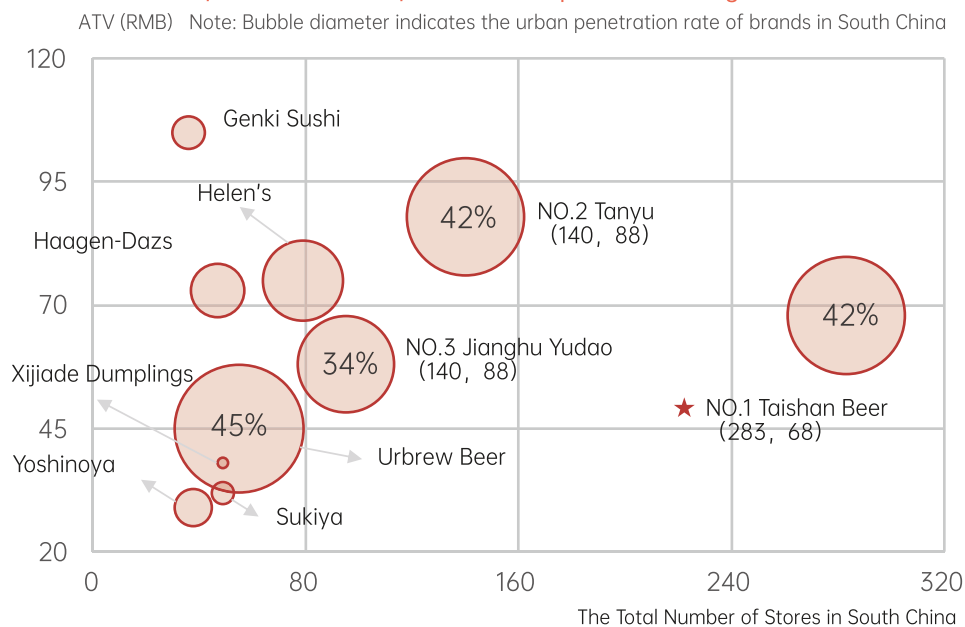 ATV (RMB) Note: Bubble diameter indicates the urban penetration rate of brands in South China
120
Genki Sushi
95
Helen's
42%
NO.2 Tanyu
(140, 88)
Haagen-Dazs
70
42%
34%
NO.3 Jianghu Yudao
(140, 88)
Xijiade Dumplings
NO.1 Taishan Beer
(283, 68)
45
45%
Urbrew Beer
Yoshinoya
Sukiya
20
0 80 160 240 320
The Total Number of Stores in South China